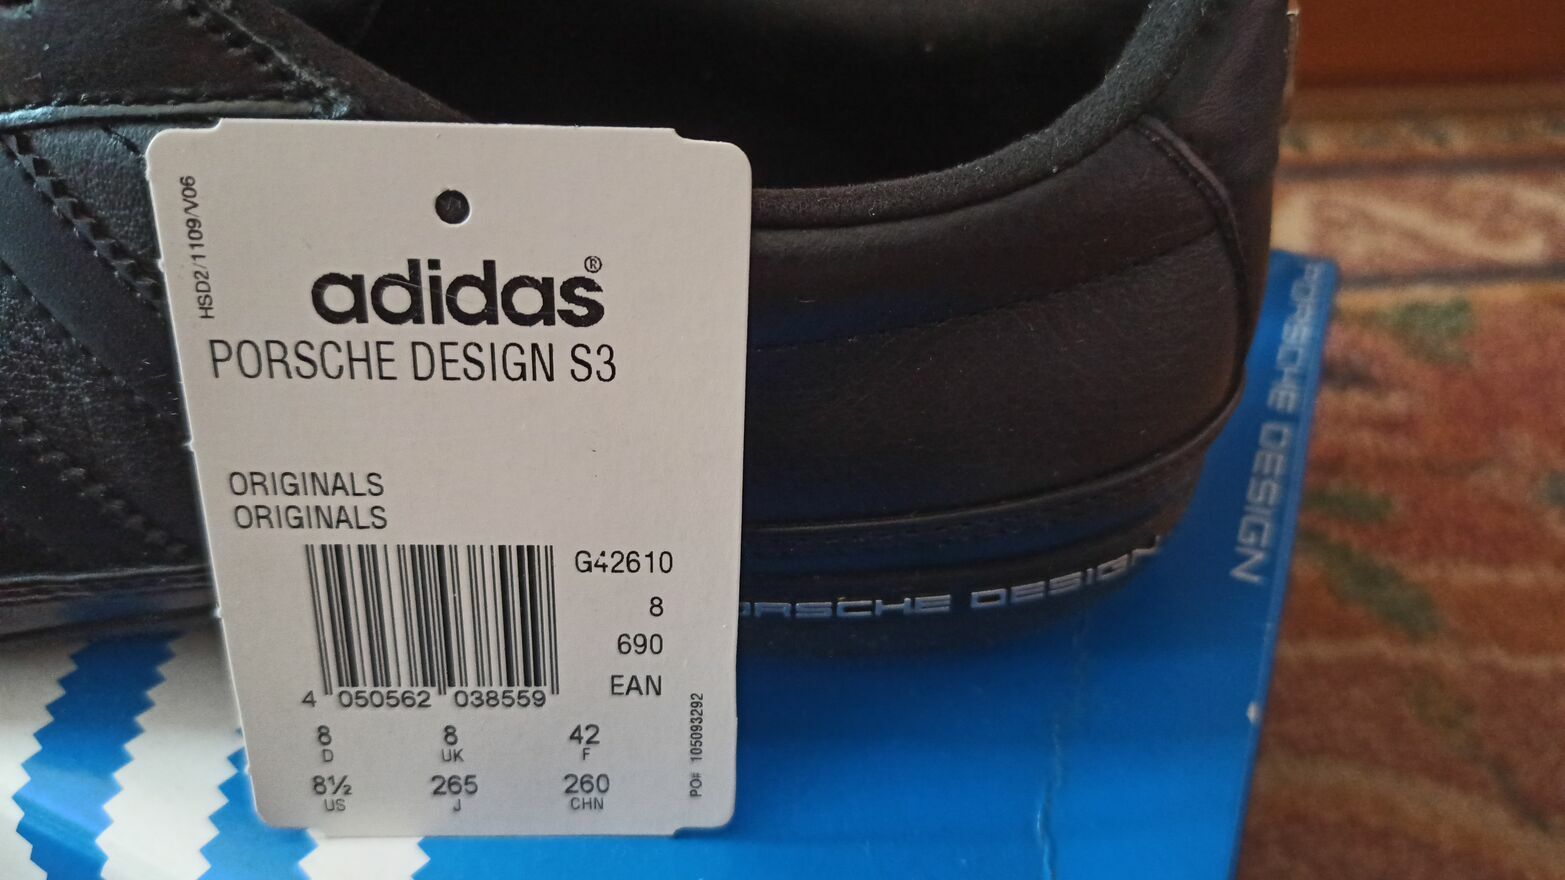 HSD2/1109/V06
adidas®
PORSCHE DESIGN S3
ORIGINALS
ORIGINALS
G42610
8
690
EAN
4 050562 038559
8 8 42
D UK F
8½ 265 260
US J CHN
PO# 105093292
PORSCHE DESIGN
PORSCHE DESIGN